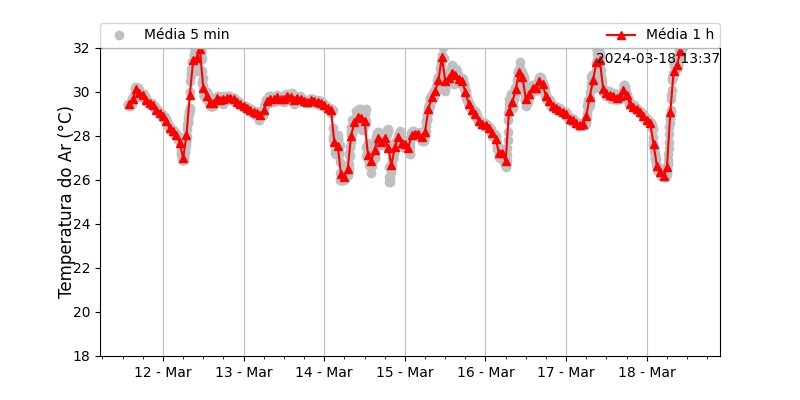 Média 5 min
Média 1 h
2024-03-18 13:37
Temperatura do Ar (°C)
32
30
28
26
24
22
20
18
12 - Mar
13 - Mar
14 - Mar
15 - Mar
16 - Mar
17 - Mar
18 - Mar